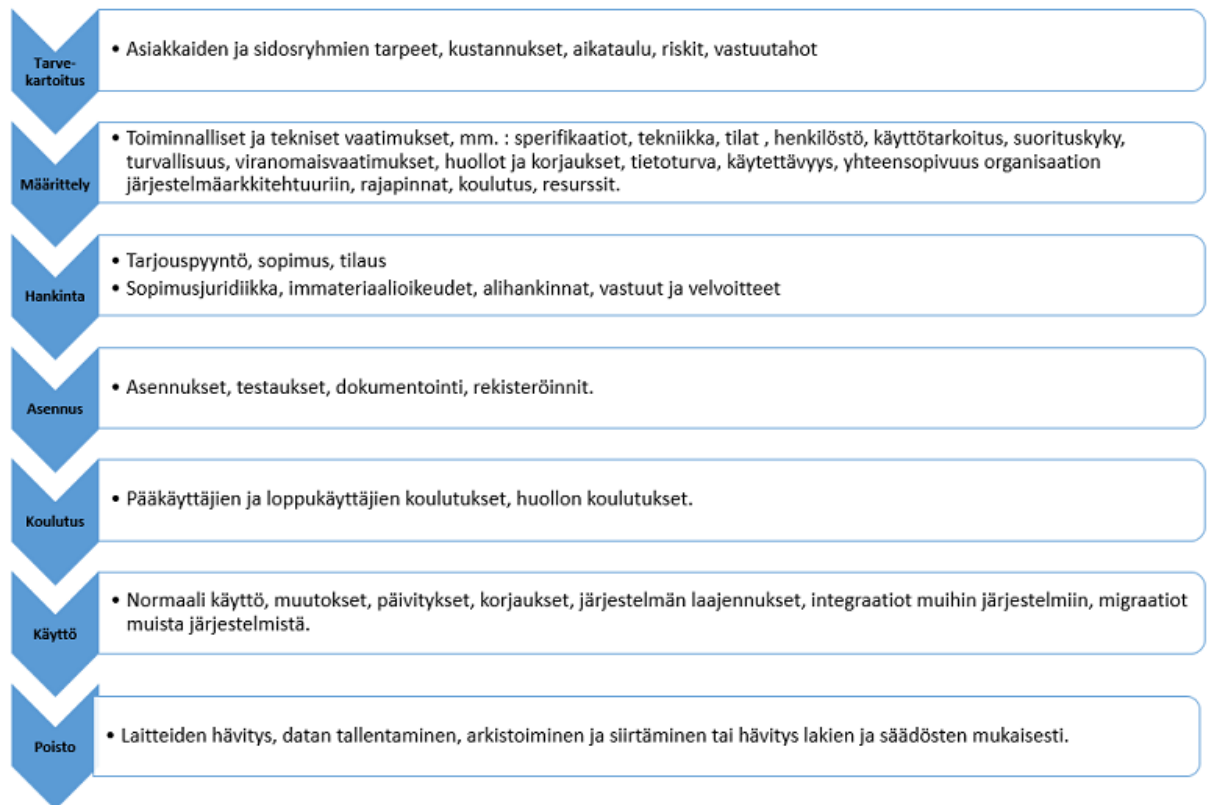 Tarve-
kartoitus
• Asiakkaiden ja sidosryhmien tarpeet, kustannukset, aikataulu, riskit, vastuutahot
Määrittely
• Toiminnalliset ja tekniset vaatimukset, mm. : sperifikaatiot, tekniikka, tilat , henkilöstö, käyttötarkoitus, suorituskyky,
turvallisuus, viranomaisvaatimukset, huollot ja korjaukset, tietoturva, käytettävyys, yhteensopivuus organisaation
järjestelmäarkkitehtuuriin, rajapinnat, koulutus, resurssit.
Hankinta
• Tarjouspyyntö, sopimus, tilaus
• Sopimusjuridiikka, immateriaalioikeudet, alihankinnat, vastuut ja velvoitteet
Asennus
• Asennukset, testaukset, dokumentointi, rekisteröinnit.
Koulutus
• Pääkäyttäjien ja loppukäyttäjien koulutukset, huollon koulutukset.
Käyttö
• Normaali käyttö, muutokset, päivitykset, korjaukset, järjestelmän laajennukset, integraatiot muihin järjestelmiin, migraatiot
muista järjestelmistä.
Poisto
• Laitteiden hävitys, datan tallentaminen, arkistoiminen ja siirtäminen tai hävitys lakien ja säädösten mukaisesti.